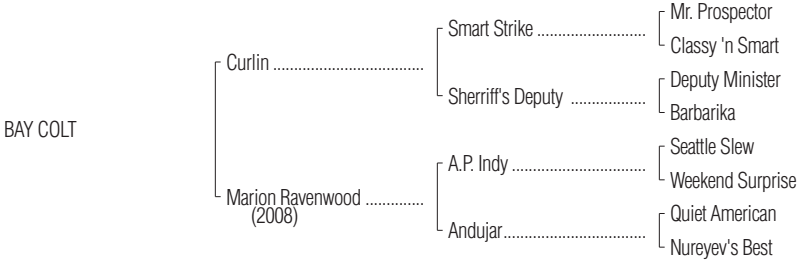 Mr. Prospector
Smart Strike ..........................
Classy 'n Smart
Curlin ....................................
Deputy Minister
Sherriff's Deputy ..................
Barbarika
BAY COLT
Seattle Slew
A.P. Indy ................................
Weekend Surprise
Marion Ravenwood ..............
(2008)
Quiet American
Andujar..................................
Nureyev's Best